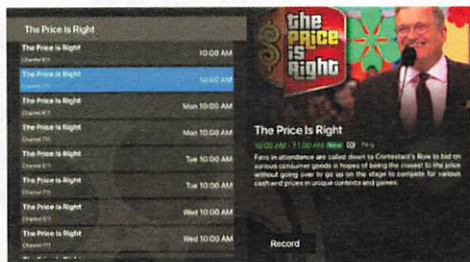 The Price Is Right
The Price Is Right
10:00 AM
The Price Is Right
10:00 AM
The Price Is Right
Mon 10:00 AM
The Price Is Right
Mon 10:00 AM
The Price Is Right
Tue 10:00 AM
The Price Is Right
Tue 10:00 AM
The Price Is Right
Wed 10:00 AM
The Price Is Right
Wed 10:00 AM
the
PRiCE
iS
Right
The Price Is Right
10:00 AM - 11:00 AM New
Fans in attendance are called down to Contestant's Row to bid on
various consumer goods is hopes of being the closest to the price
without going over to go up on the stage to compete for various
cash and prizes in unique contests and games.
Record